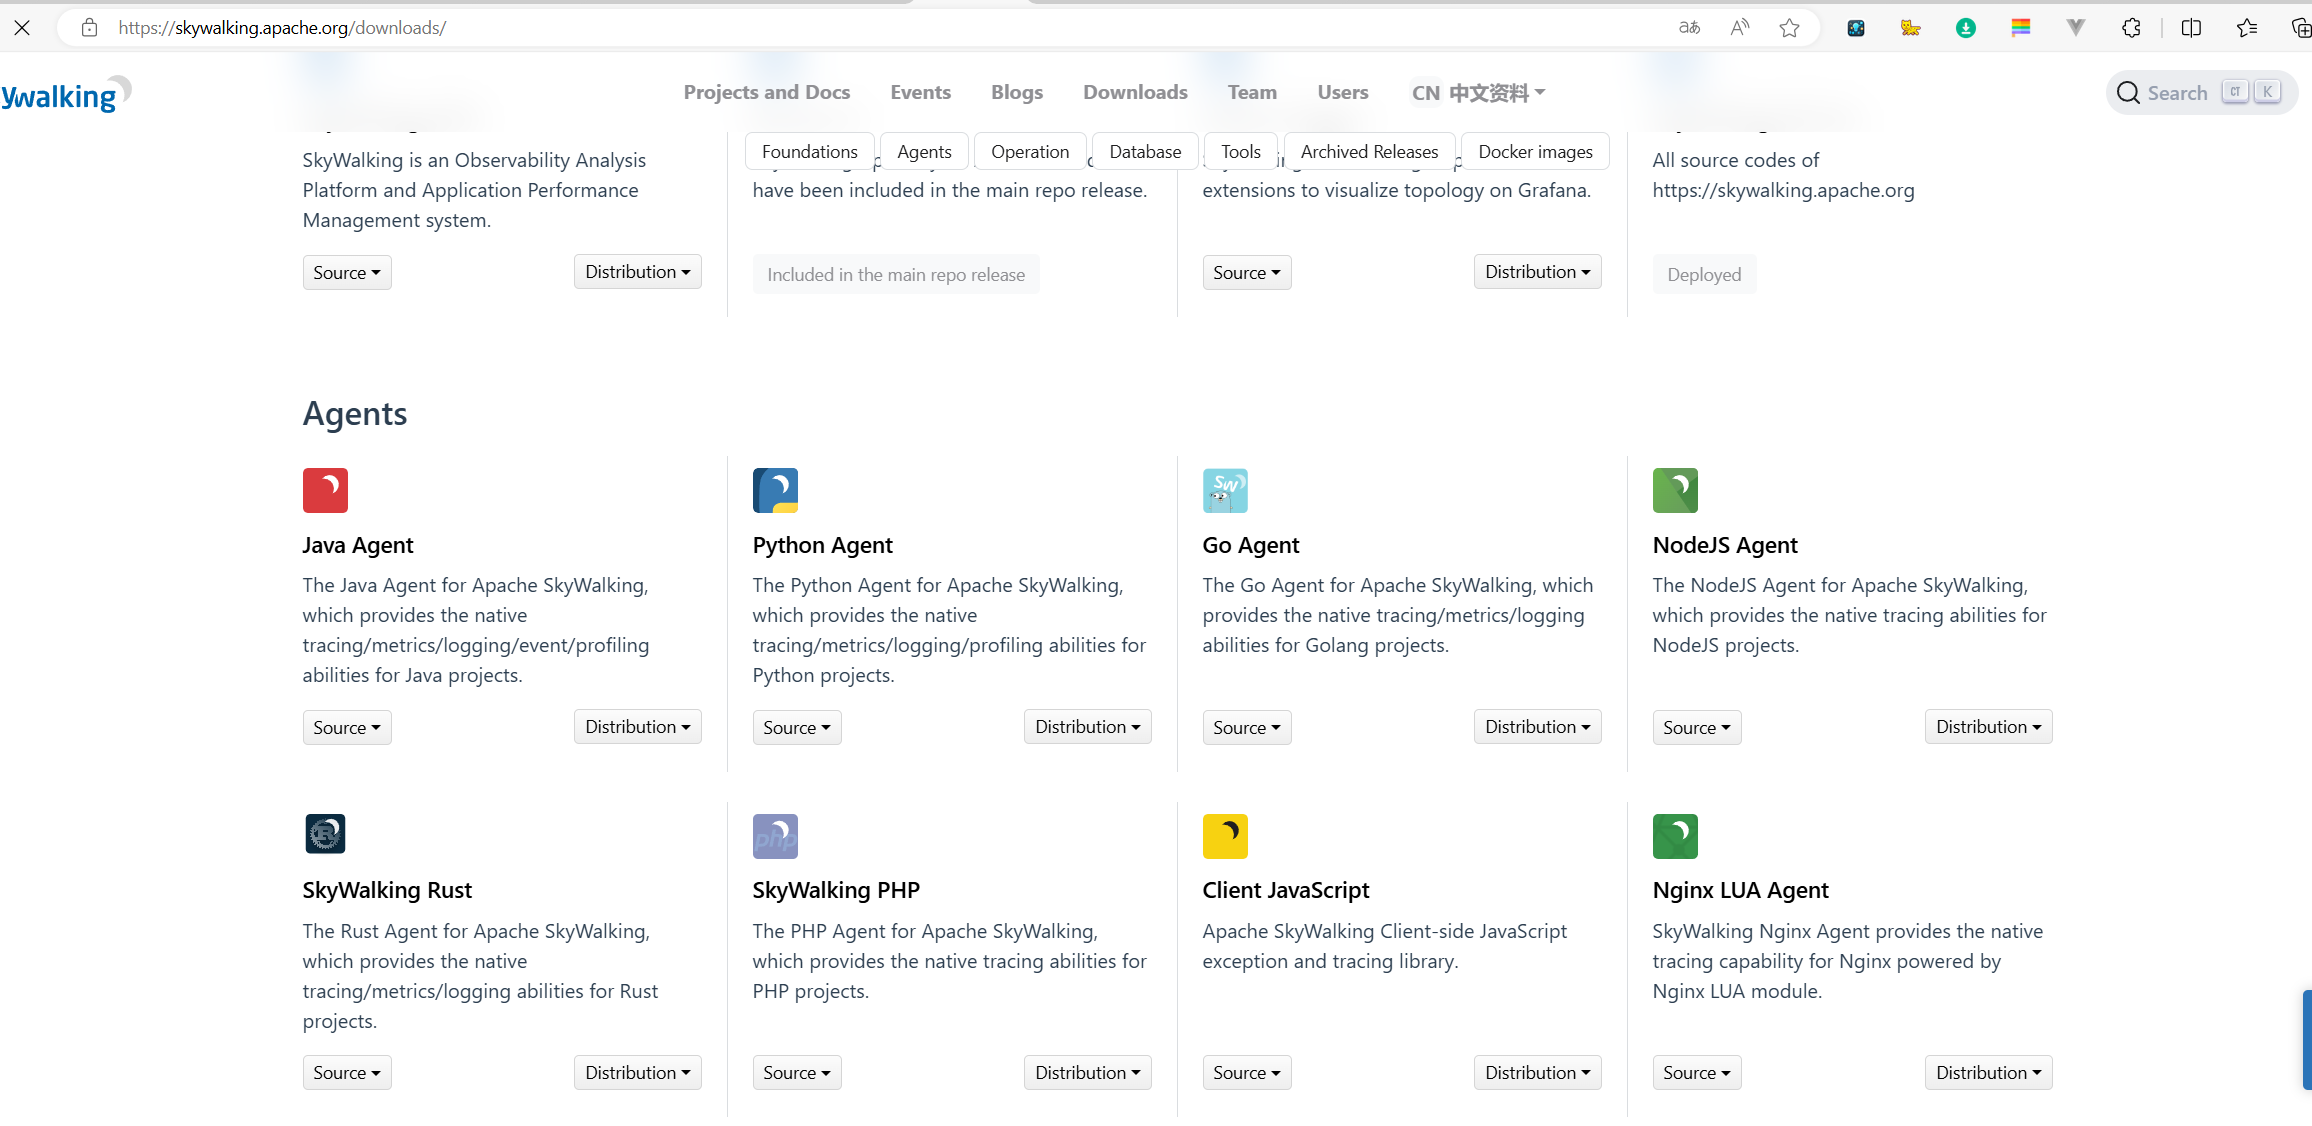 https://skywalking.apache.org/downloads/
ywalking
Projects and Docs Events Blogs Downloads Team Users CN 中文资料
Search K
Foundations Agents Operation Database Tools Archived Releases Docker images
SkyWalking is an Observability Analysis
Platform and Application Performance
Management system.
Source Distribution
have been included in the main repo release.
Included in the main repo release
extensions to visualize topology on Grafana.
Source Distribution
All source codes of
https://skywalking.apache.org
Deployed
Agents
Java Agent
The Java Agent for Apache SkyWalking,
which provides the native
tracing/metrics/logging/event/profiling
abilities for Java projects.
Source Distribution
Python Agent
The Python Agent for Apache SkyWalking,
which provides the native
tracing/metrics/logging/profiling abilities for
Python projects.
Source Distribution
SW
Go Agent
The Go Agent for Apache SkyWalking, which
provides the native tracing/metrics/logging
abilities for Golang projects.
Source Distribution
NodeJS Agent
The NodeJS Agent for Apache SkyWalking,
which provides the native tracing abilities for
NodeJS projects.
Source Distribution
R
SkyWalking Rust
The Rust Agent for Apache SkyWalking,
which provides the native
tracing/metrics/logging abilities for Rust
projects.
Source Distribution
php
SkyWalking PHP
The PHP Agent for Apache SkyWalking,
which provides the native tracing abilities for
PHP projects.
Source Distribution
Client JavaScript
Apache SkyWalking Client-side JavaScript
exception and tracing library.
Source Distribution
Nginx LUA Agent
SkyWalking Nginx Agent provides the native
tracing capability for Nginx powered by
Nginx LUA module.
Source Distribution